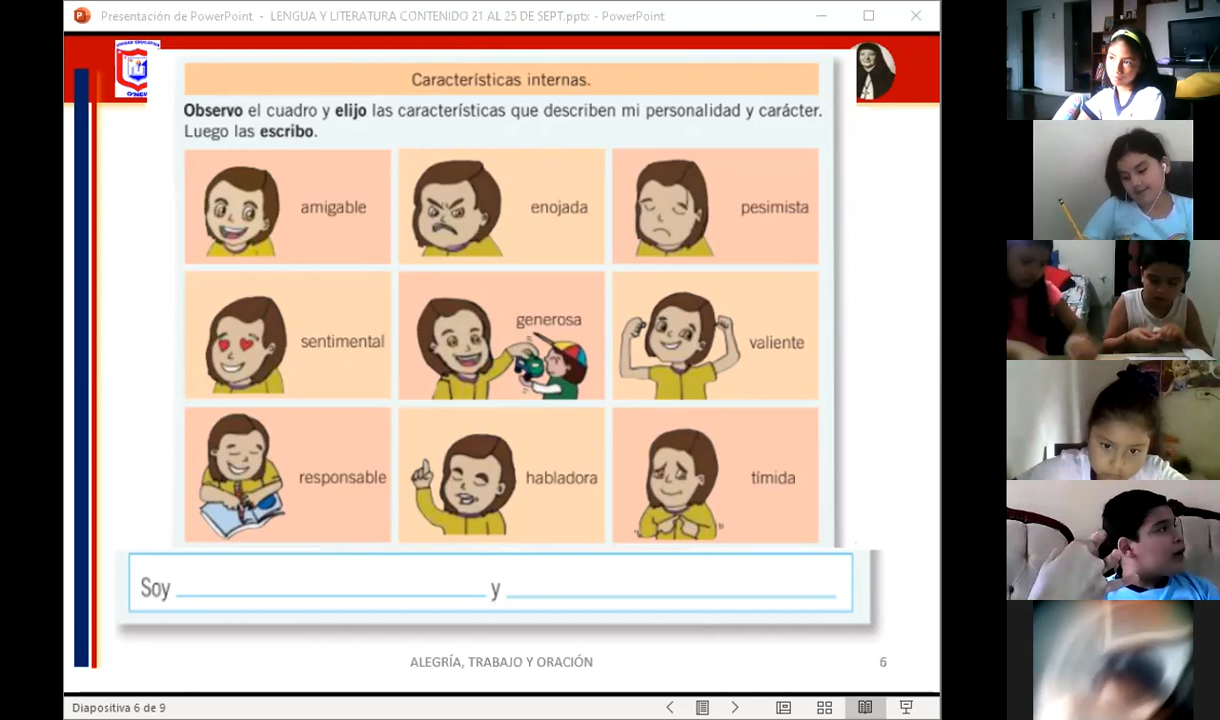 Presentación de PowerPoint - LENGUA Y LITERATURA CONTENIDO 21 AL 25 DE SEPT.pptx - PowerPoint
Características internas.
Observo el cuadro y elijo las características que describen mi personalidad y carácter.
Luego las escribo.
amigable
enojada
pesimista
sentimental
generosa
valiente
responsable
habladora
tímida
Soy y
ALEGRÍA, TRABAJO Y ORACIÓN
6
Diapositiva 6 de 9